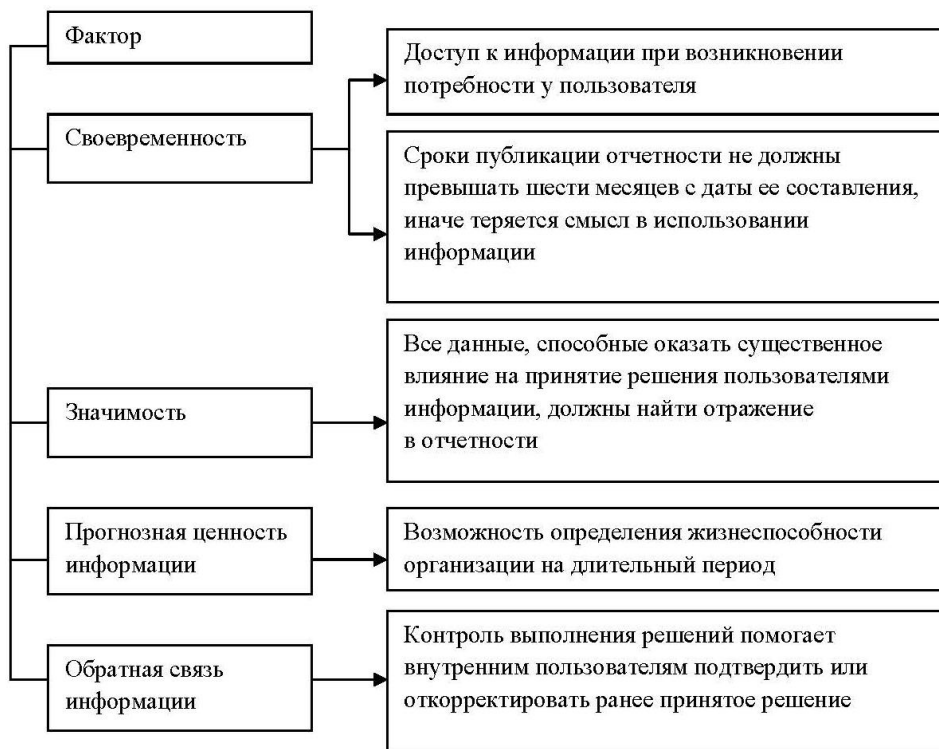 Фактор
Доступ к информации при возникновении
потребности у пользователя
Своевременность
Сроки публикации отчетности не должны
превышать шести месяцев с даты ее составления,
иначе теряется смысл в использовании
информации
Все данные, способные оказать существенное
влияние на принятие решения пользователями
информации, должны найти отражение
в отчетности
Значимость
Прогнозная ценность
информации
Возможность определения жизнеспособности
организации на длительный период
Обратная связь
информации
Контроль выполнения решений помогает
внутренним пользователям подтвердить или
откорректировать ранее принятое решение